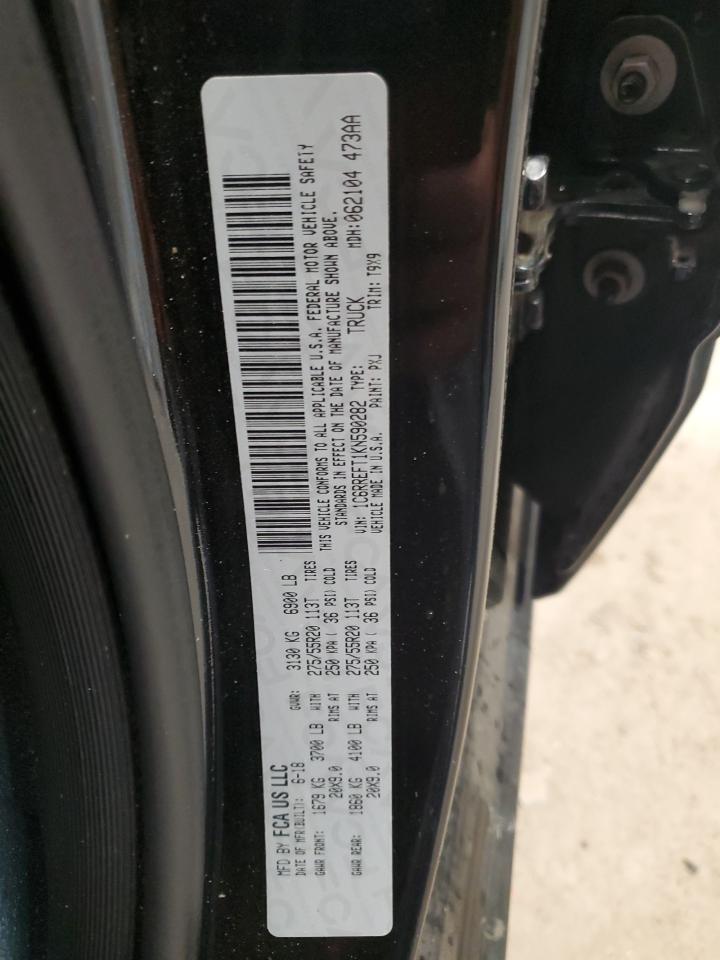 MFD BY FCA US LLC
DATE OF MFR(BUILT): 6-18 GVWR: 3130 KG 6900 LB
GAWR FRONT: 1679 KG 3700 LB WITH 275/55R20 113T TIRES
20X9.0 RIMS AT 250 KPA ( 36 PSI) COLD
GAWR REAR: 1860 KG 4100 LB WITH 275/55R20 113T TIRES
20X9.0 RIMS AT 250 KPA ( 36 PSI) COLD
THIS VEHICLE CONFORMS TO ALL APPLICABLE U.S.A. FEDERAL MOTOR VEHICLE SAFETY
STANDARDS IN EFFECT ON THE DATE OF MANUFACTURE SHOWN ABOVE.
VIN: 1C6RREFT1KN590282 TYPE: TRUCK MDH:062104 473AA
VEHICLE MADE IN U.S.A. PAINT: PXJ TRIM: T9X9